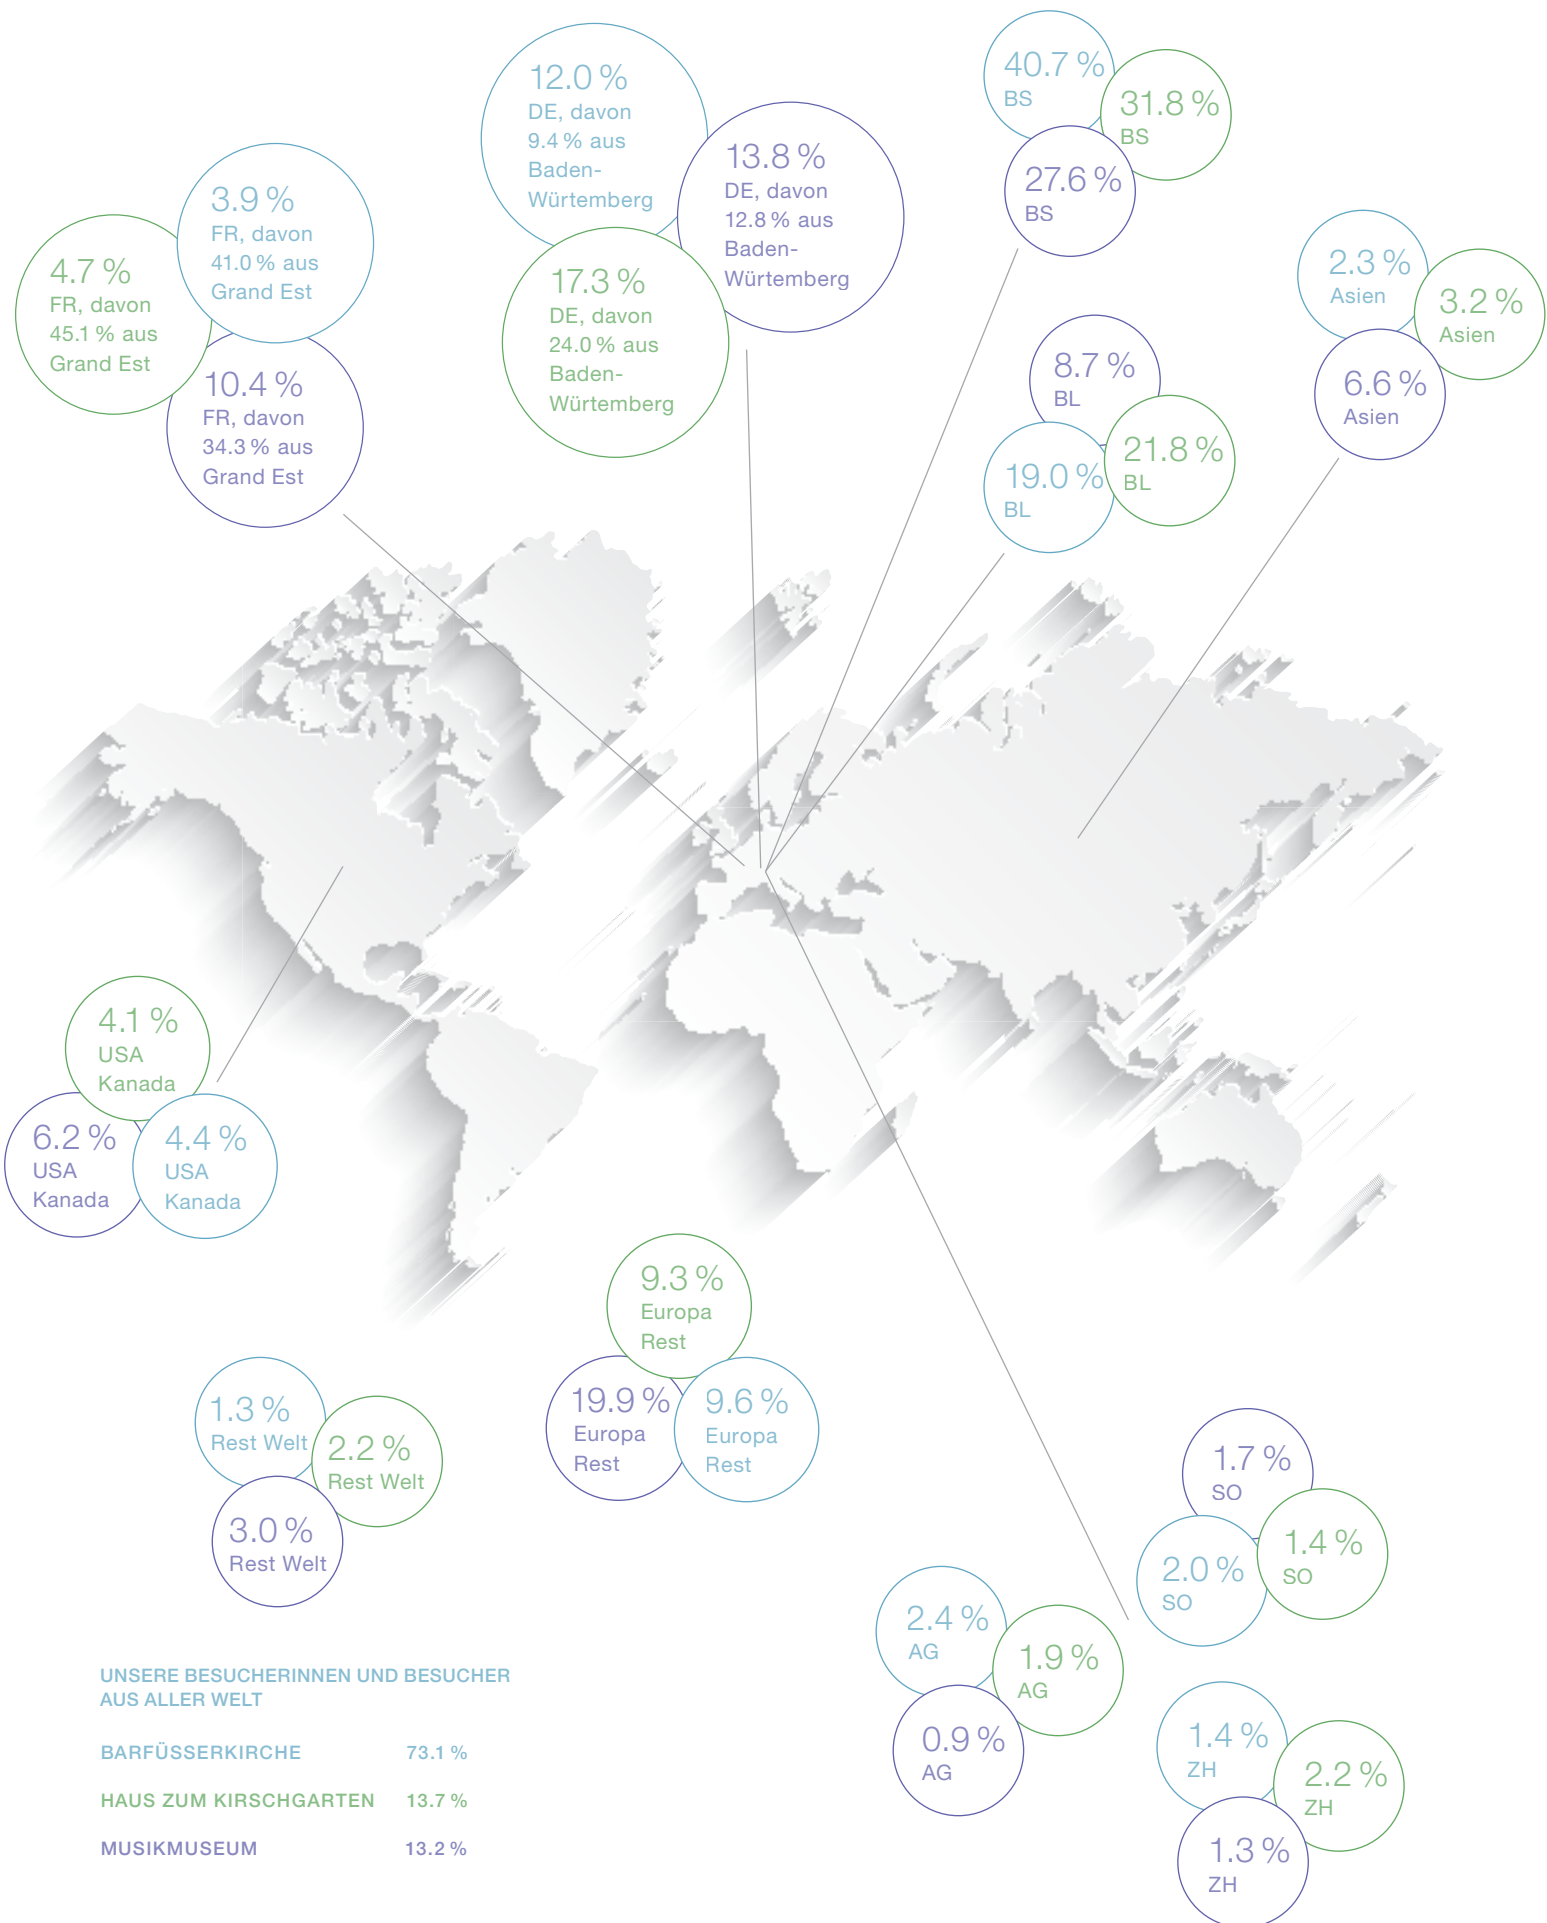 12.0 %
DE, davon
9.4 % aus
Baden-
Würtemberg
13.8 %
DE, davon
12.8 % aus
Baden-
Würtemberg
17.3 %
DE, davon
24.0 % aus
Baden-
Würtemberg
40.7 %
BS
31.8 %
BS
27.6 %
BS
3.9 %
FR, davon
41.0 % aus
Grand Est
4.7 %
FR, davon
45.1 % aus
Grand Est
10.4 %
FR, davon
34.3 % aus
Grand Est
2.3 %
Asien
3.2 %
Asien
6.6 %
Asien
8.7 %
BL
21.8 %
BL
19.0 %
BL
4.1 %
USA
Kanada
6.2 %
USA
Kanada
4.4 %
USA
Kanada
9.3 %
Europa
Rest
19.9 %
Europa
Rest
9.6 %
Europa
Rest
1.3 %
Rest Welt
2.2 %
Rest Welt
3.0 %
Rest Welt
1.7 %
SO
1.4 %
SO
2.0 %
SO
2.4 %
AG
1.9 %
AG
0.9 %
AG
1.4 %
ZH
2.2 %
ZH
1.3 %
ZH
UNSERE BESUCHERINNEN UND BESUCHER
AUS ALLER WELT
BARFÜSSERKIRCHE 73.1 %
HAUS ZUM KIRSCHGARTEN 13.7 %
MUSIKMUSEUM 13.2 %